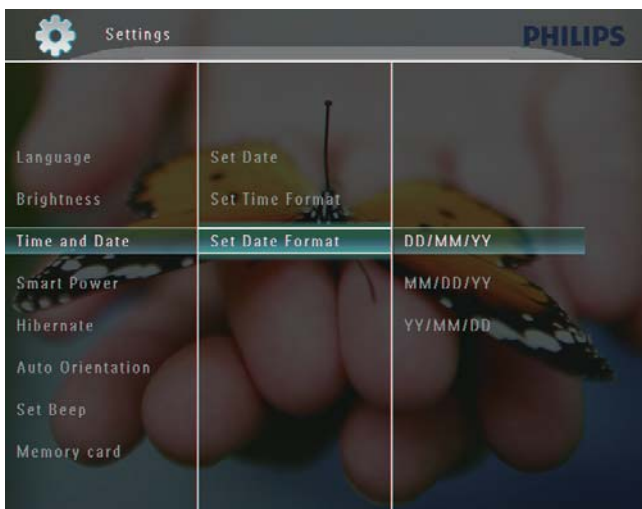 Settings
PHILIPS
Language
Brightness
Time and Date
Smart Power
Hibernate
Auto Orientation
Set Beep
Memory card
Set Date
Set Time Format
Set Date Format
DD/MM/YY
MM/DD/YY
YY/MM/DD